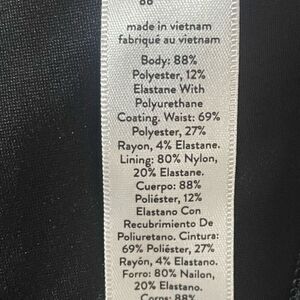 made in vietnam
fabriqué au vietnam
Body: 88%
Polyester, 12%
Elastane With
Polyurethane
Coating. Waist: 69%
Polyester, 27%
Rayon, 4% Elastane.
Lining: 80% Nylon,
20% Elastane.
Cuerpo: 88%
Poliéster, 12%
Elastano Con
Recubrimiento De
Poliuretano. Cintura:
69% Poliéster, 27%
Rayón, 4% Elastano.
Forro: 80% Nailon,
20% Elastano.
Corps: 88%